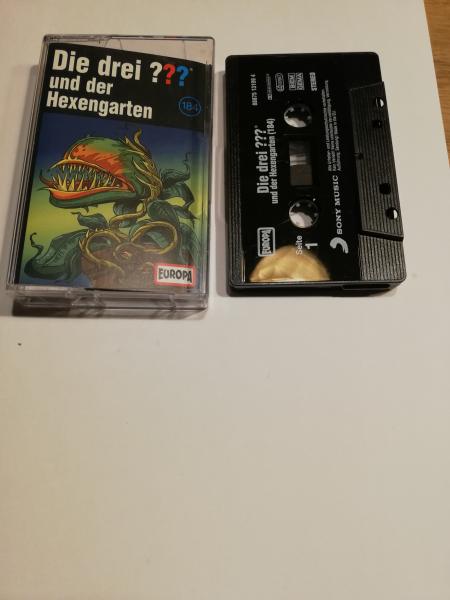 Die drei ???
und der
Hexengarten
184
EUROPA
Die drei ???
und der Hexengarten (184)
EUROPA
Seite
1
SONY MUSIC
STEREO